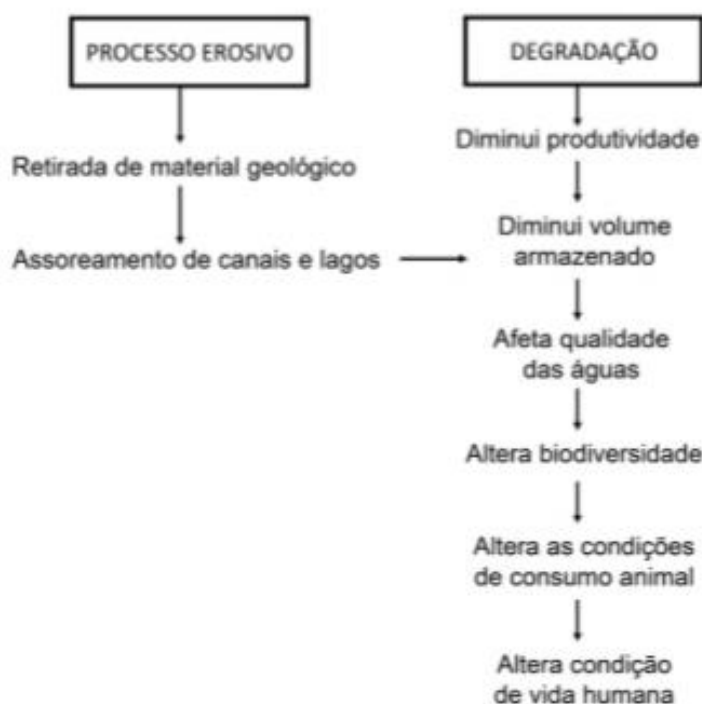 PROCESSO EROSIVO
Retirada de material geológico
Assoreamento de canais e lagos
DEGRADAÇÃO
Diminui produtividade
Diminui volume
armazenado
Afeta qualidade
das águas
Altera biodiversidade
Altera as condições
de consumo animal
Altera condição
de vida humana